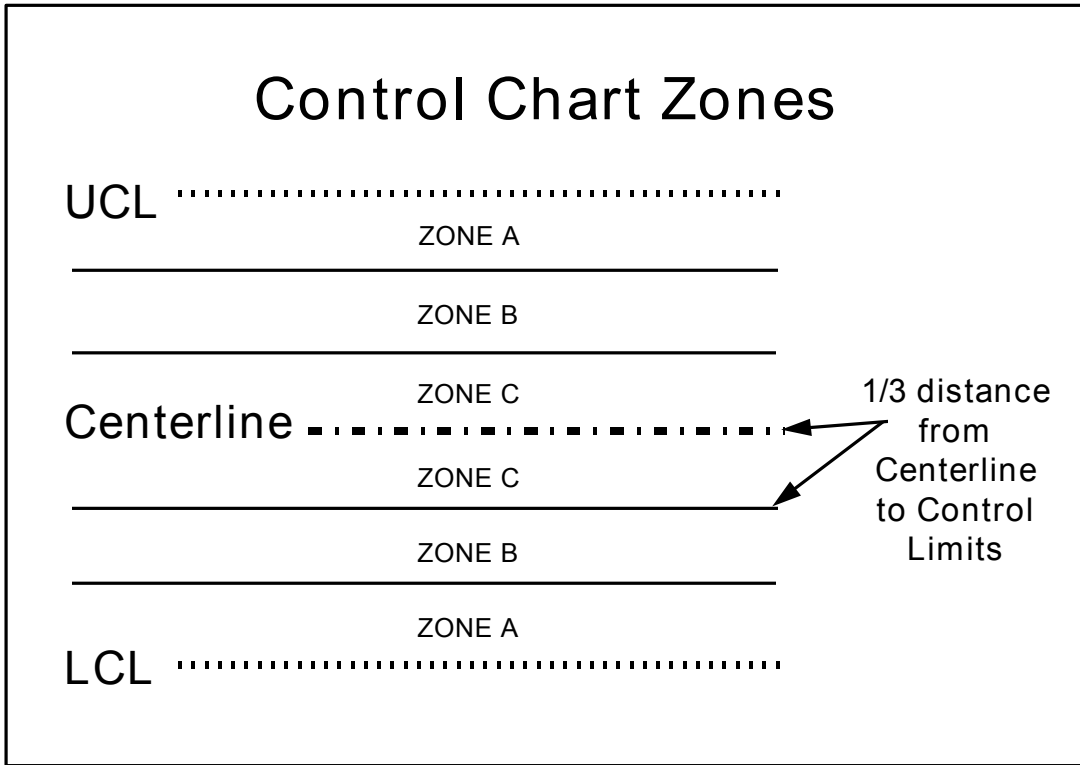 Control Chart Zones
UCL
ZONE A
ZONE B
ZONE C
Centerline
1/3 distance
from
Centerline
to Control
Limits
ZONE C
ZONE B
ZONE A
LCL